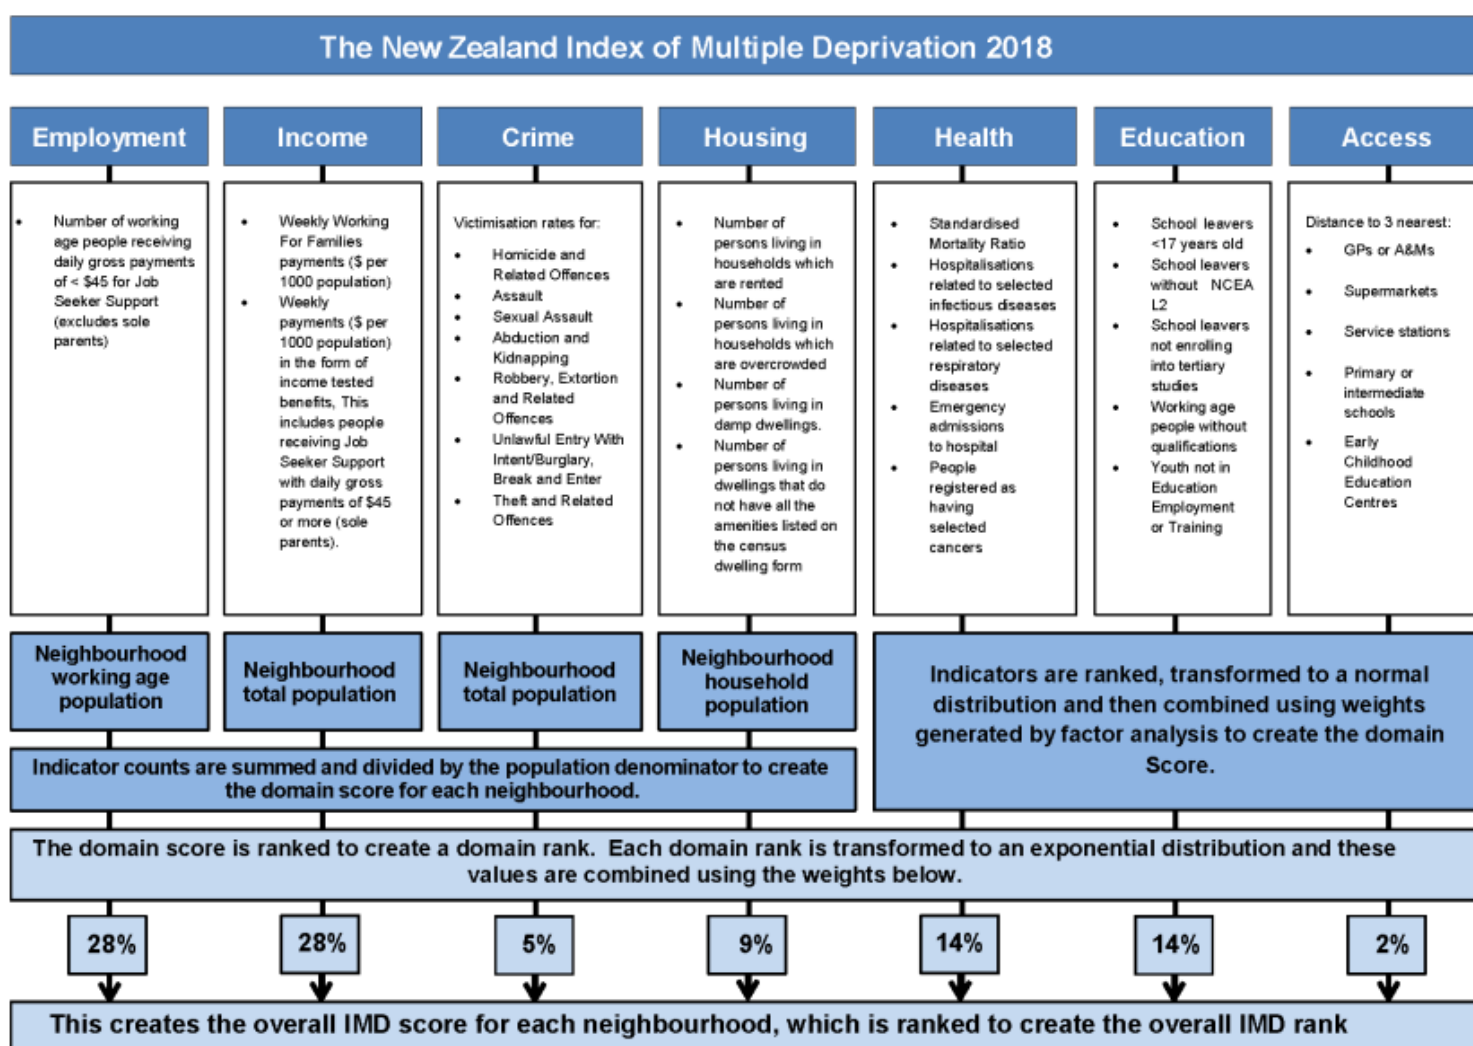 The New Zealand Index of Multiple Deprivation 2018
Employment
Income
Crime
Housing
Health
Education
Access
Number of working
age people receiving
daily gross payments
of < $45 for Job
Seeker Support
(excludes sole
parents)
Weekly Working
For Families
payments ($ per
1000 population)
Weekly
payments ($ per
1000 population)
in the form of
income tested
benefits, This
includes people
receiving Job
Seeker Support
with daily gross
payments of $45
or more (sole
parents).
Victimisation rates for:
Homicide and
Related Offences
Assault
Sexual Assault
Abduction and
Kidnapping
Robbery, Extortion
and Related
Offences
Unlawful Entry With
Intent/Burglary,
Break and Enter
Theft and Related
Offences
Number of
persons living in
households which
are rented
Number of
persons living in
households which
are overcrowded
Number of
persons living in
damp dwellings.
Number of
persons living in
dwellings that do
not have all the
amenities listed on
the census
dwelling form
Standardised
Mortality Ratio
Hospitalisations
related to selected
infectious diseases
Hospitalisations
related to selected
respiratory
diseases
Emergency
admissions
to hospital
People
registered as
having
selected
cancers
School leavers
<17 years old
School leavers
without NCEA
L2
School leavers
not enrolling
into tertiary
studies
Working age
people without
qualifications
Youth not in
Education
Employment
or Training
Distance to 3 nearest:
GPs or A&Ms
Supermarkets
Service stations
Primary or
intermediate
schools
Early
Childhood
Education
Centres
Neighbourhood
working age
population
Neighbourhood
total population
Neighbourhood
total population
Neighbourhood
household
population
Indicators are ranked, transformed to a normal
distribution and then combined using weights
generated by factor analysis to create the domain
Score.
Indicator counts are summed and divided by the population denominator to create
the domain score for each neighbourhood.
The domain score is ranked to create a domain rank. Each domain rank is transformed to an exponential distribution and these
values are combined using the weights below.
28%
28%
5%
9%
14%
14%
2%
This creates the overall IMD score for each neighbourhood, which is ranked to create the overall IMD rank